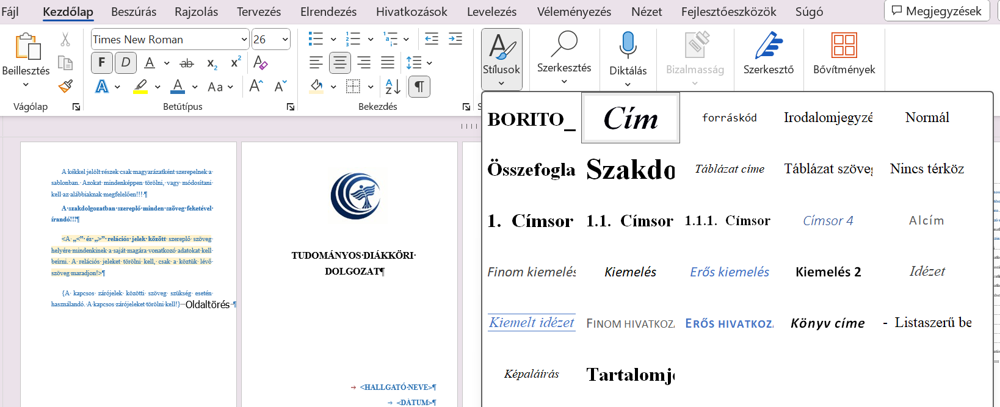 Fájl Kezdőlap Beszúrás Rajzolás Tervezés Elrendezés Hivatkozások Levelezés Véleményezés Nézet Fejlesztőeszközök Súgó Megjegyzések
Times New Roman 26
F D A ab x₂ x² A
A A Aa A A
A Z ¶
Beillesztés
Stílusok Szerkesztés Diktálás Bizalmasság Szerkesztő Bővítmények
Vágólap Betűtípus Bekezdés
BORITO_ Cím forráskód Irodalomjegyzé Normál
Összefogla Szakdo Táblázat címe Táblázat szöveg Nincs térköz
1. Címsor 1.1. Címsor 1.1.1. Címsor Címsor 4 Alcím
Finom kiemelés Kiemelés Erős kiemelés Kiemelés 2 Idézet
Kiemelt idézet FINOM HIVATKOZ ERŐS HIVATKOZ Könyv címe - Listaszerű be
Képaláírás Tartalomje
A kékkel jelölt részek csak magyarázatként szerepelnek a
sablonban. Azokat mindenképpen törölni, vagy módosítani
kell az alábbiaknak megfelelően!!! ¶
A szakdolgozatban szereplő minden szöveg feketével
írandó!!!¶
<A „<” és „>” relációs jelek között szereplő szöveg
helyére mindenkinek a saját magára vonatkozó adatokat kell
beírni. A relációs jeleket törölni kell, csak a köztük lévő
szöveg maradjon!>¶
{A kapcsos zárójelek közötti szöveg szükség esetén
használandó. A kapcsos zárójeleket törölni kell!} Oldaltörés ¶
TUDOMÁNYOS DIÁKKÖRI
DOLGOZAT¶
→ <HALLGATÓ NEVE>¶
→ <DÁTUM>¶